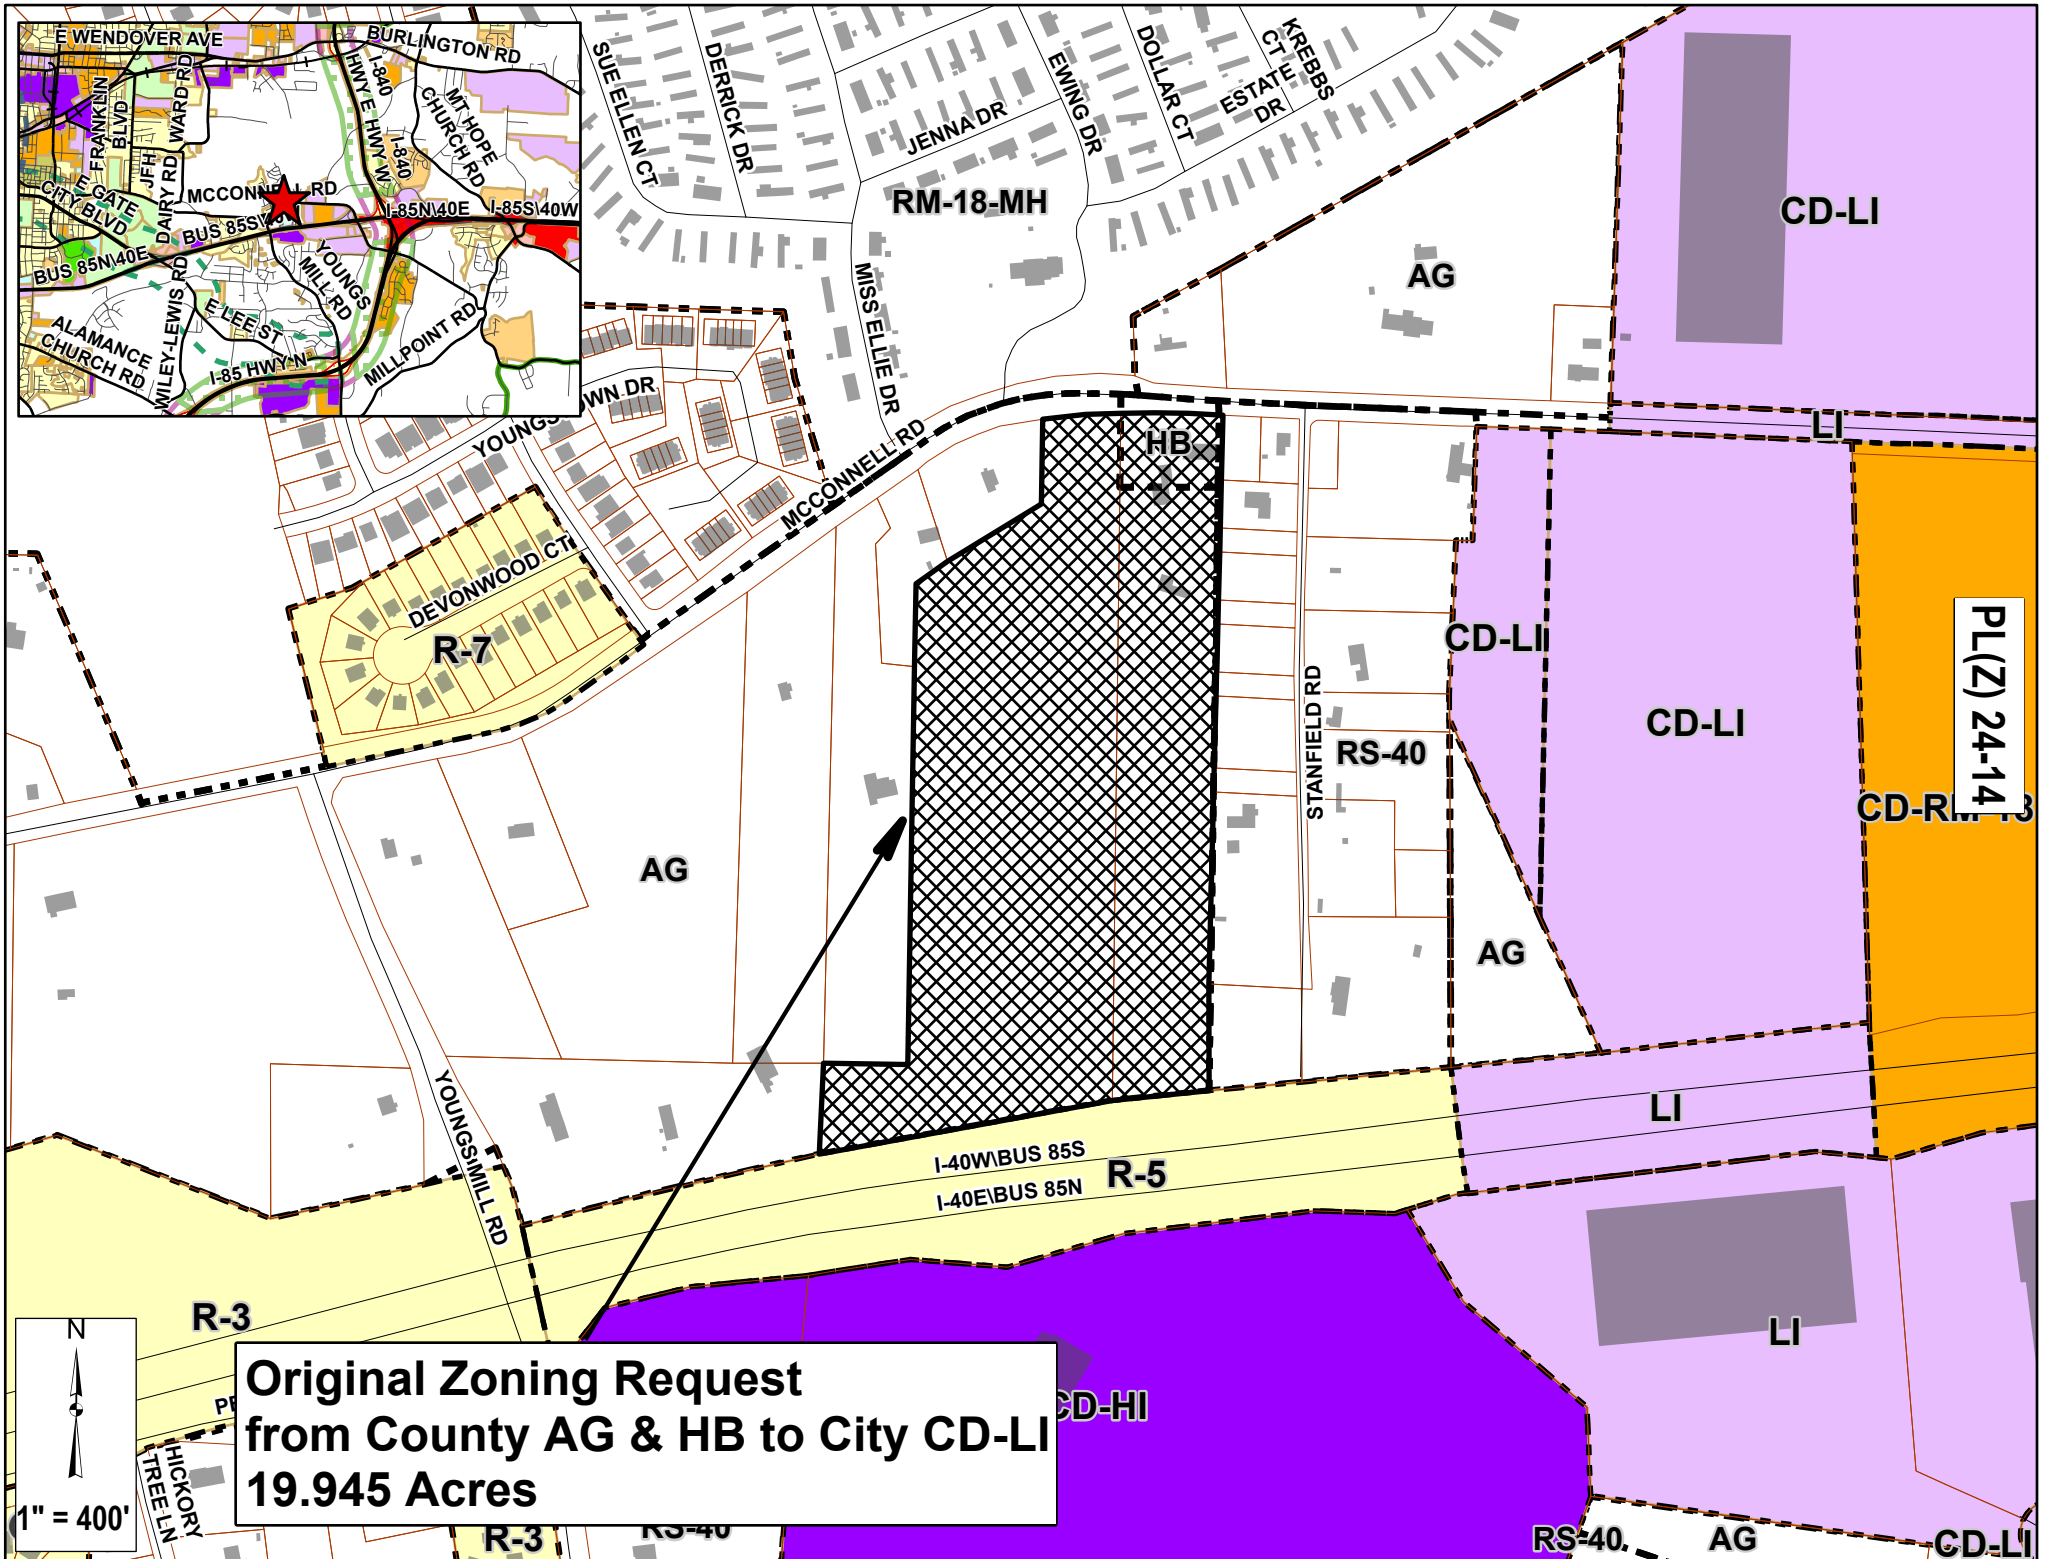 E WENDOVER AVE
BURLINGTON RD
FRANKLIN
BLVD
WARD RD
JFH
DAIRY RD
HWY E
HWY W
I-840
I-840
MT HOPE
CHURCH RD
E GATE
CITY BLVD
MCCONNELL RD
I-85N\40E
I-85S\40W
BUS 85N\40E
YOUNGS
MILL RD
WILEY-LEWIS RD
E LEE ST
ALAMANCE
CHURCH RD
I-85 HWY N
MILLPOINT RD
SUE ELLEN CT
DERRICK DR
JENNA DR
EWING DR
DOLLAR CT
KREBBS
CT
ESTATE
DR
RM-18-MH
CD-LI
AG
MISS ELLIE DR
MCCONNELL RD
HB
LI
DEVONWOOD CT
R-7
CD-LI
CD-LI
PL(Z) 24-14
STANFIELD RD
RS-40
AG
AG
YOUNGS MILL RD
I-40W\BUS 85S
I-40E\BUS 85N
R-5
LI
R-3
LI
CD-HI
N
1" = 400'
Original Zoning Request
from County AG & HB to City CD-LI
19.945 Acres
HICKORY
TREE LN
R-3
RS-40
RS-40
AG
CD-LI